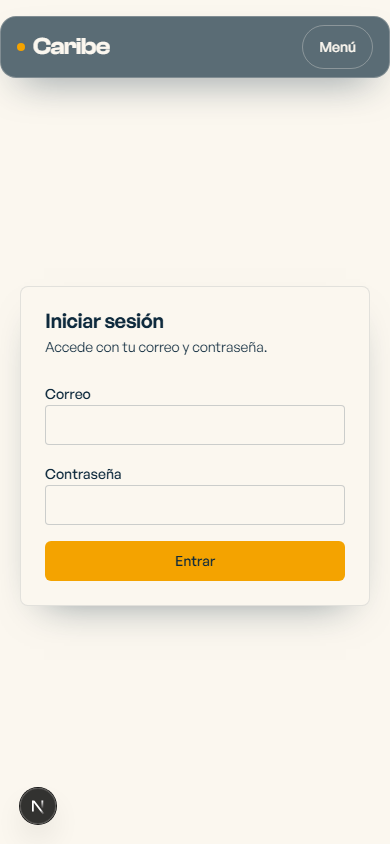 Caribe
Menú
Iniciar sesión
Accede con tu correo y contraseña.
Correo
Contraseña
Entrar
N